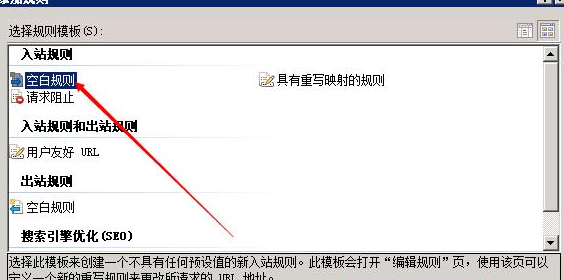 添加规则
选择规则模板(S):
入站规则
空白规则
具有重写映射的规则
请求阻止
入站规则和出站规则
用户友好 URL
出站规则
空白规则
搜索引擎优化(SEO)
选择此模板来创建一个不具有任何预设值的新入站规则。此模板会打开“编辑规则”页，使用该页可以
定义一个新的重写规则来更改所请求的 URL 地址。